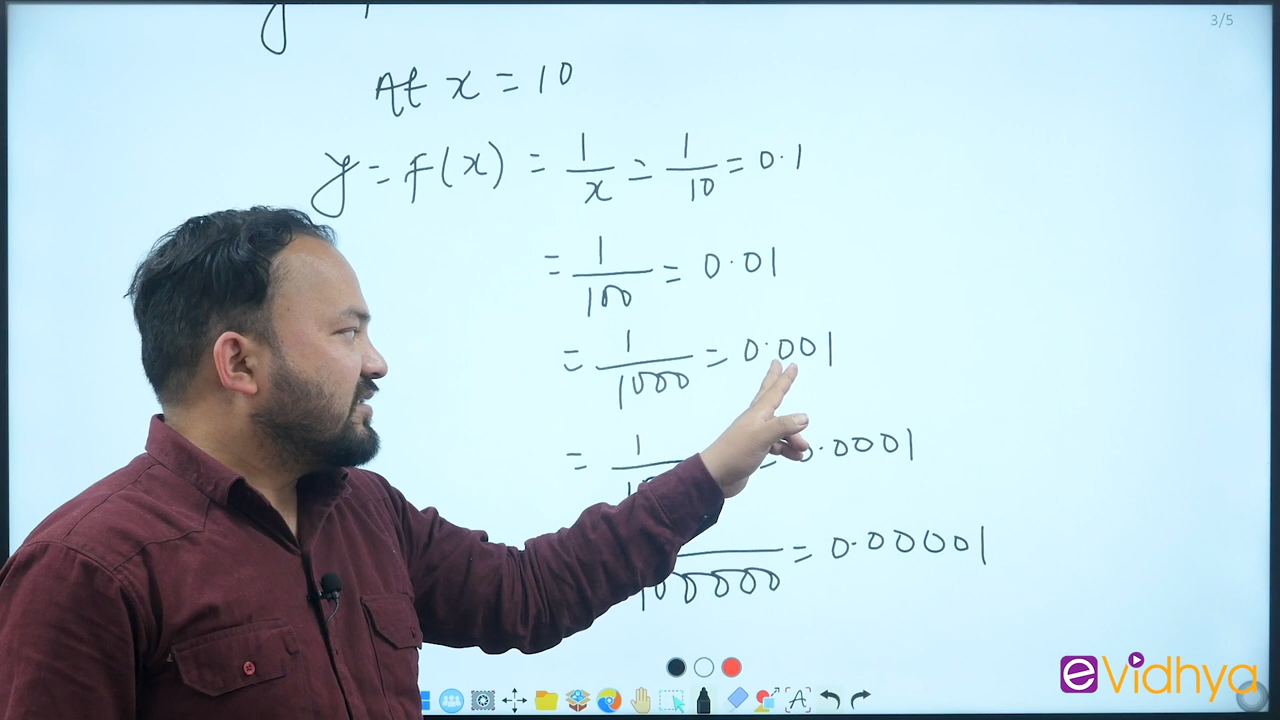 3/5
At x = 10
y = f(x) = 1/x = 1/10 = 0.1
= 1/100 = 0.01
= 1/1000 = 0.001
= 1/ .0001
= 0.00001
eVidhya